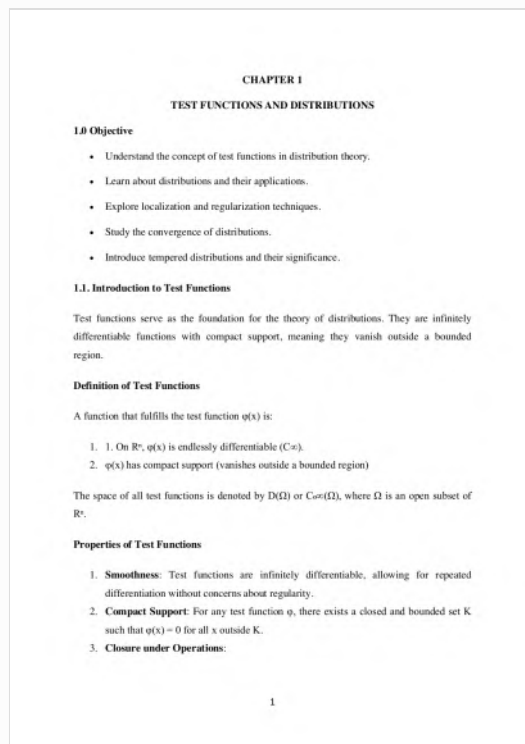 CHAPTER 1
TEST FUNCTIONS AND DISTRIBUTIONS
1.0 Objective
• Understand the concept of test functions in distribution theory.
• Learn about distributions and their applications.
• Explore localization and regularization techniques.
• Study the convergence of distributions.
• Introduce tempered distributions and their significance.
1.1. Introduction to Test Functions
Test functions serve as the foundation for the theory of distributions. They are infinitely
differentiable functions with compact support, meaning they vanish outside a bounded
region.
Definition of Test Functions
A function that fulfills the test function φ(x) is:
1. 1. On Rⁿ, φ(x) is endlessly differentiable (C∞).
2. φ(x) has compact support (vanishes outside a bounded region)
The space of all test functions is denoted by D(Ω) or C₀∞(Ω), where Ω is an open subset of
Rⁿ.
Properties of Test Functions
1. Smoothness: Test functions are infinitely differentiable, allowing for repeated
differentiation without concerns about regularity.
2. Compact Support: For any test function φ, there exists a closed and bounded set K
such that φ(x) = 0 for all x outside K.
3. Closure under Operations:
1